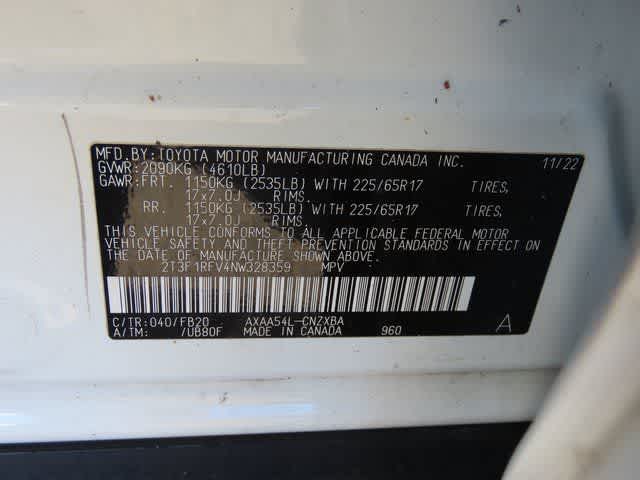 MFD.BY:TOYOTA MOTOR MANUFACTURING CANADA INC. 11/22
GVWR:2090KG (4610LB)
GAWR:FRT. 1150KG (2535LB) WITH 225/65R17 TIRES,
17x7.0J RIMS.
RR. 1150KG (2535LB) WITH 225/65R17 TIRES,
17x7.0J RIMS.
THIS VEHICLE CONFORMS TO ALL APPLICABLE FEDERAL MOTOR
VEHICLE SAFETY AND THEFT PREVENTION STANDARDS IN EFFECT ON
THE DATE OF MANUFACTURE SHOWN ABOVE.
2T3F1RFV4NW328359 MPV
C/TR:040/FB20 AXAA54L-CNZXBA
A/TM: /UB80F MADE IN CANADA 960 A